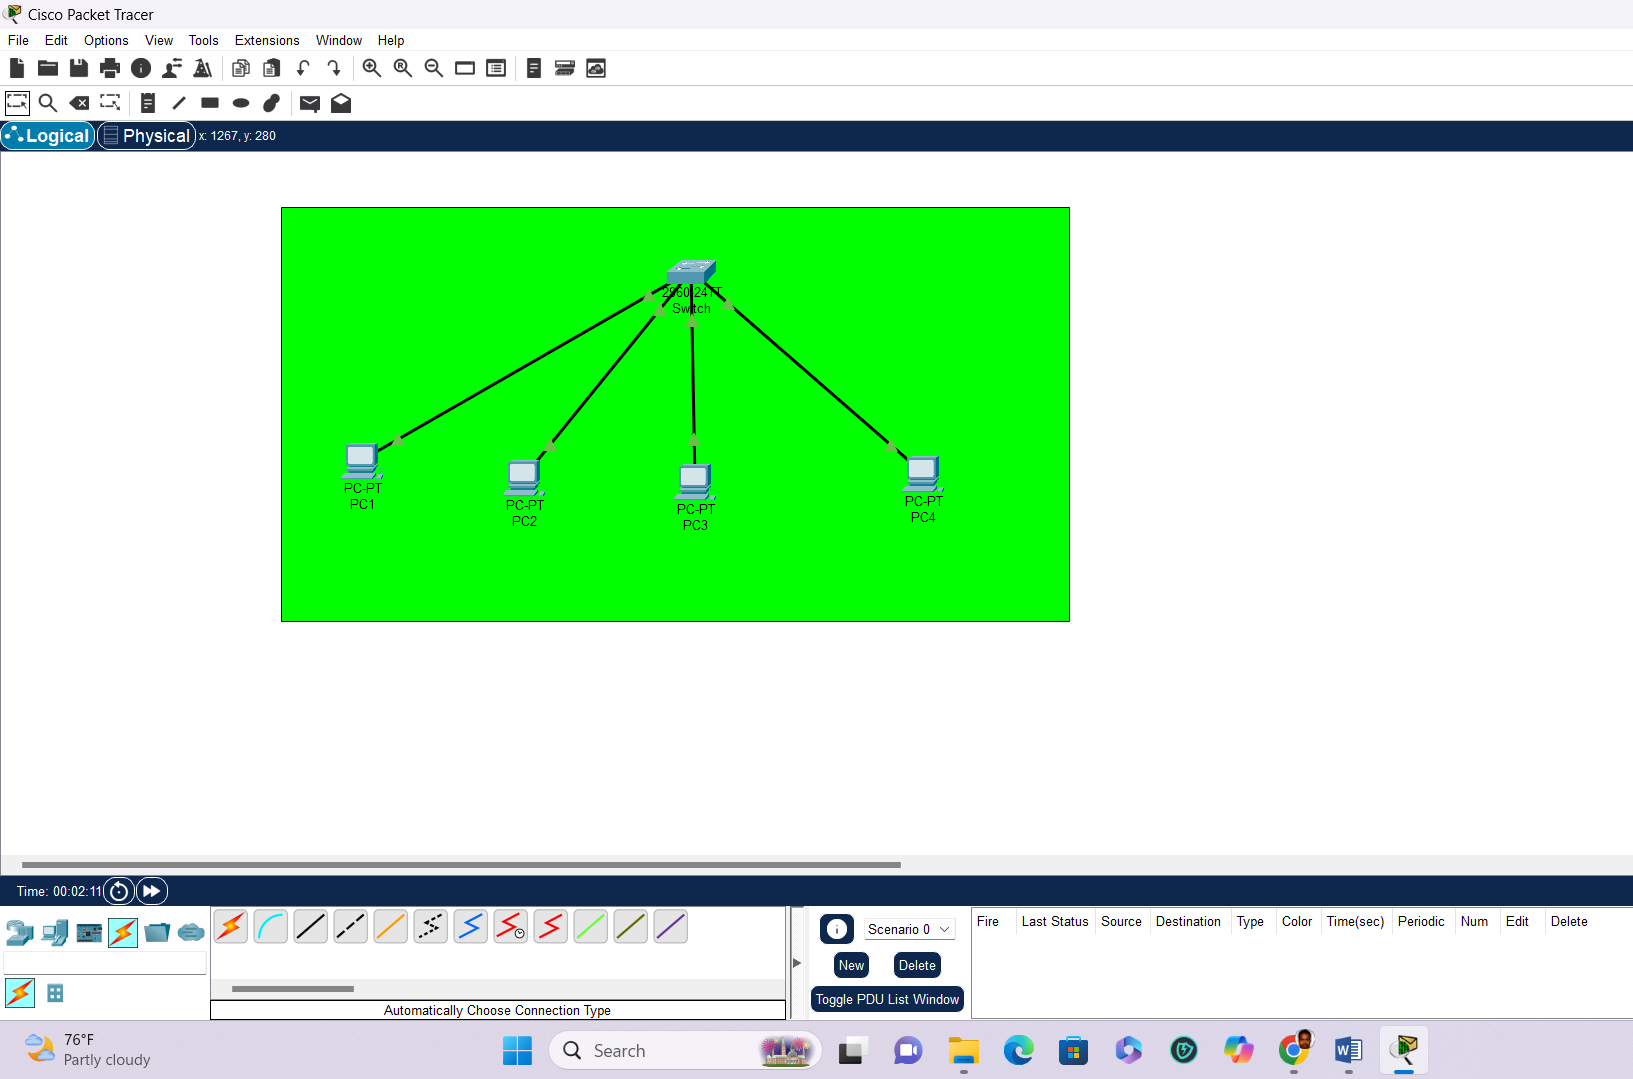 Cisco Packet Tracer
File Edit Options View Tools Extensions Window Help
Logical Physical x: 1267, y: 280
2960-24TT
Switch
PC-PT
PC1
PC-PT
PC2
PC-PT
PC3
PC-PT
PC4
Time: 00:02:11
Scenario 0
New Delete
Toggle PDU List Window
Fire Last Status Source Destination Type Color Time(sec) Periodic Num Edit Delete
Automatically Choose Connection Type
76°F
Partly cloudy
Search